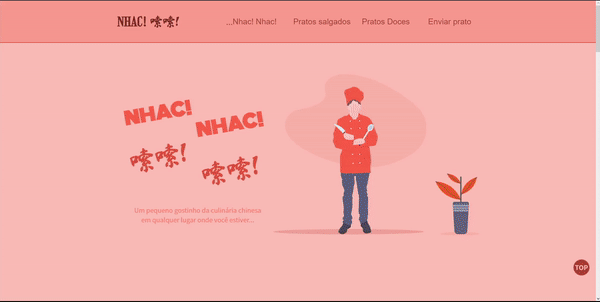 NHAC! 嗦嗦! ,,,Nhac! Nhac! Pratos salgados Pratos Doces Enviar prato
NHAC!
NHAC!
嗦嗦!
嗦嗦!
Um pequeno gostinho da culinária chinesa
em qualquer lugar onde você estiver...
TOP